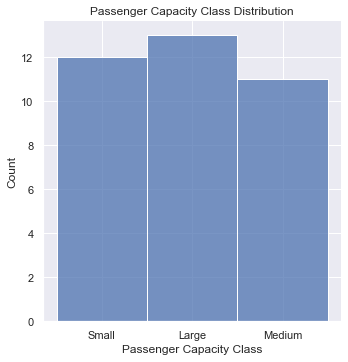 Passenger Capacity Class Distribution
12
10
8
6
4
2
0
Count
Small Large Medium
Passenger Capacity Class